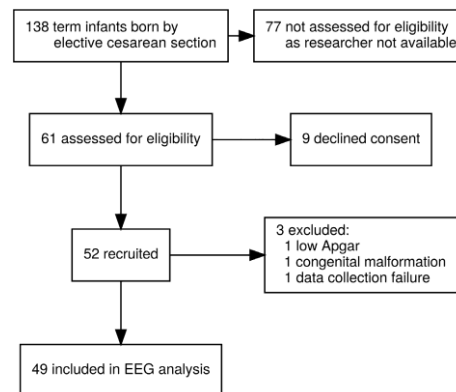 138 term infants born by
elective cesarean section
77 not assessed for eligibility
as researcher not available
61 assessed for eligibility
9 declined consent
52 recruited
3 excluded:
1 low Apgar
1 congenital malformation
1 data collection failure
49 included in EEG analysis